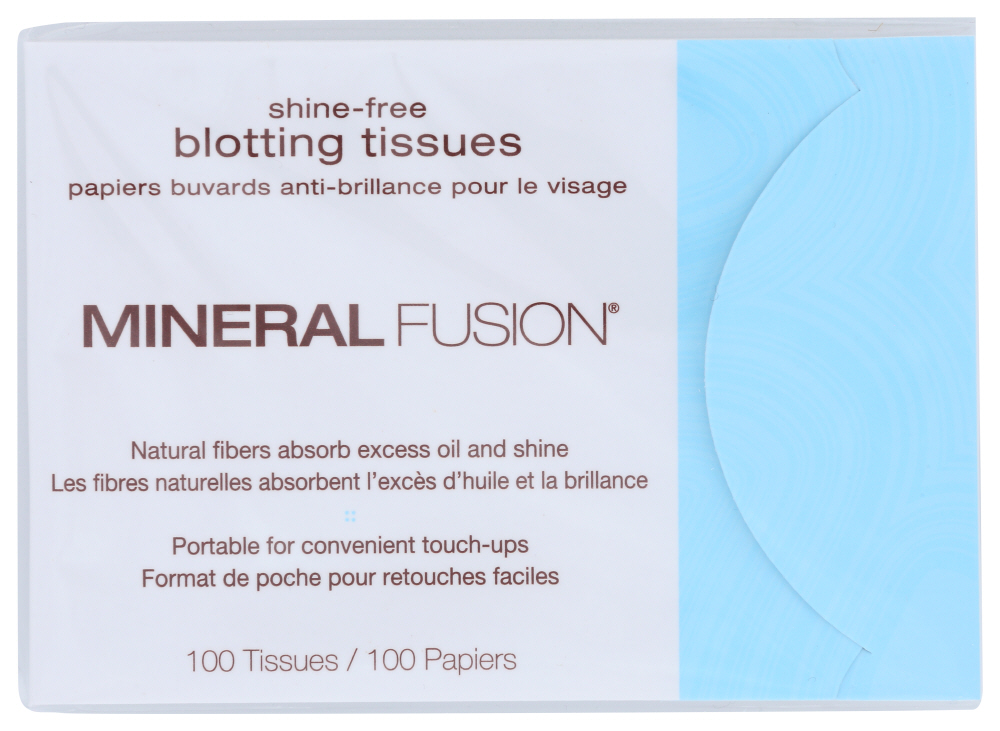 shine-free
blotting tissues
papiers buvards anti-brillance pour le visage
MINERAL FUSION®
Natural fibers absorb excess oil and shine
Les fibres naturelles absorbent l'excès d'huile et la brillance
Portable for convenient touch-ups
Format de poche pour retouches faciles
100 Tissues / 100 Papiers